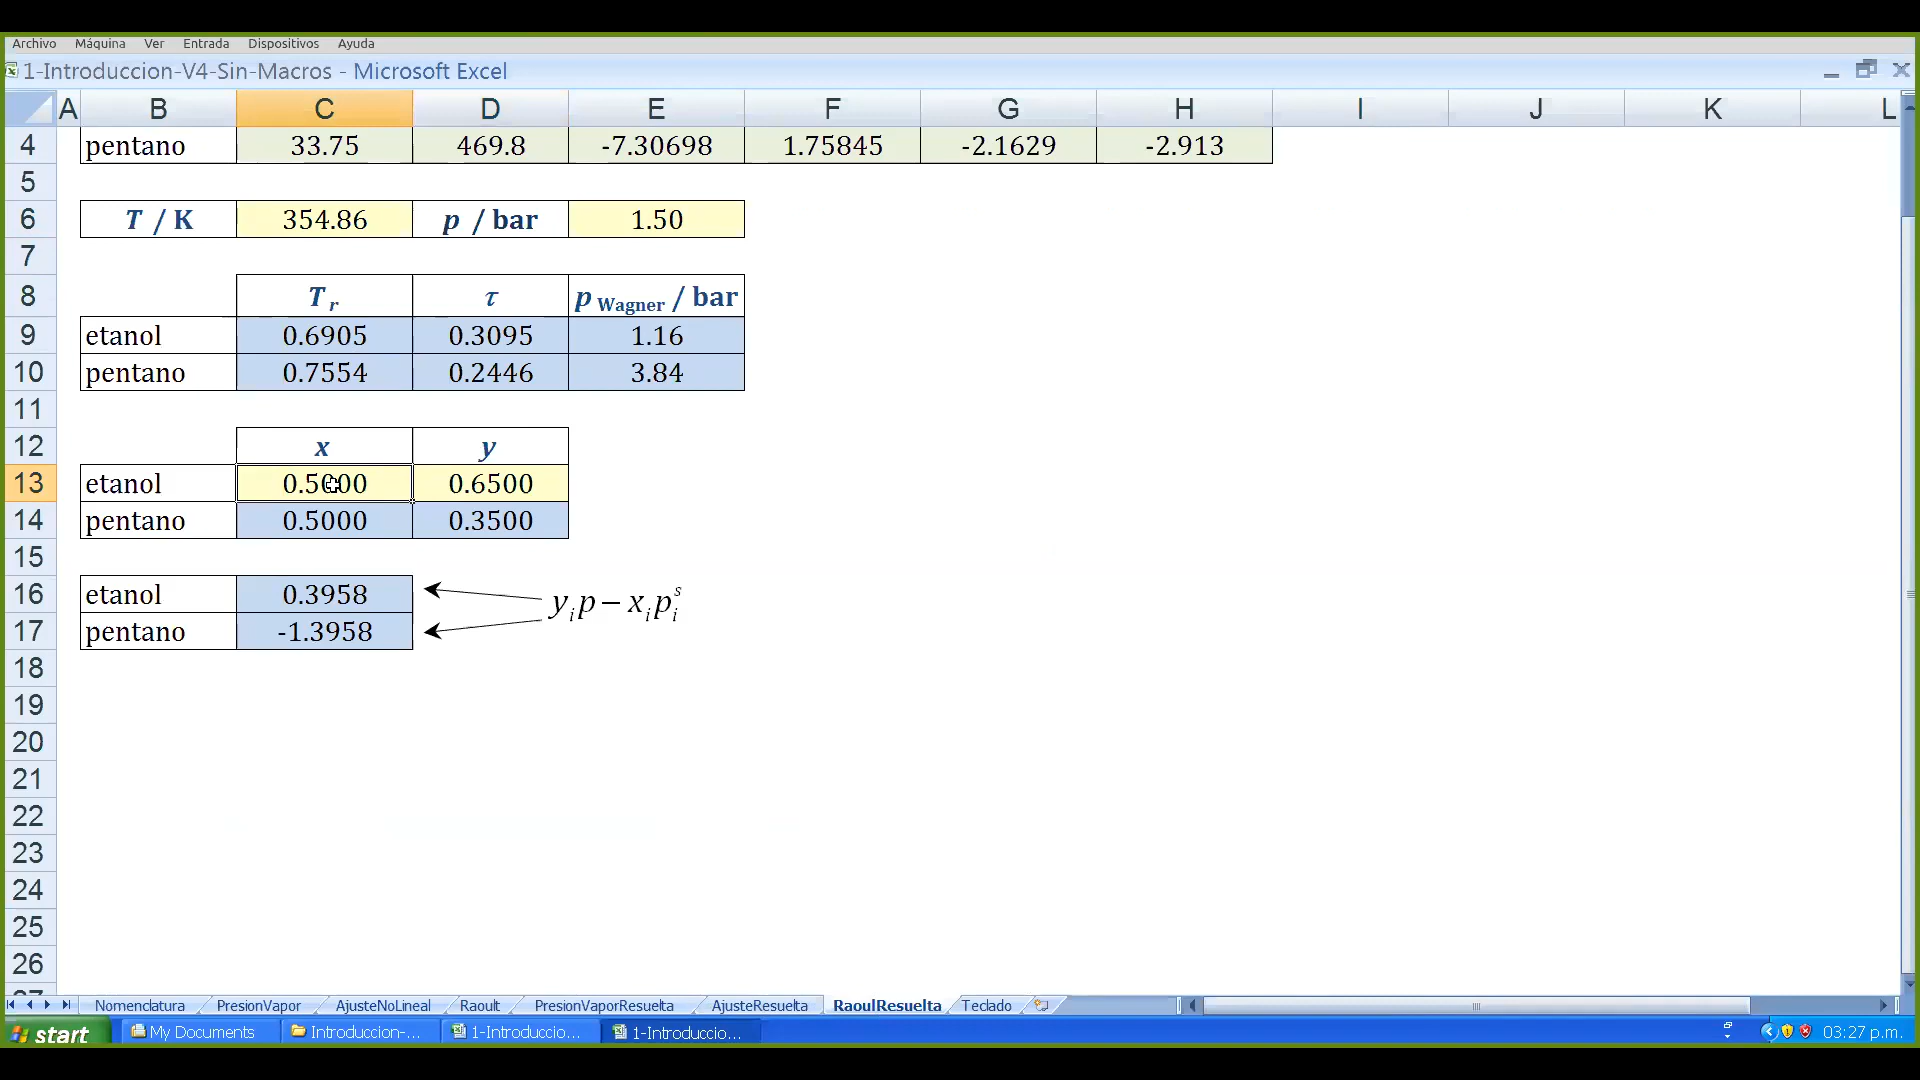 Archivo Máquina Ver Entrada Dispositivos Ayuda
1-Introduccion-V4-Sin-Macros - Microsoft Excel
A B C D E F G H I J K L
4 pentano 33.75 469.8 -7.30698 1.75845 -2.1629 -2.913
5
6 T / K 354.86 p / bar 1.50
7
8 T r τ p Wagner / bar
9 etanol 0.6905 0.3095 1.16
10 pentano 0.7554 0.2446 3.84
11
12 x y
13 etanol 0.5000 0.6500
14 pentano 0.5000 0.3500
15
16 etanol 0.3958
y_i p − x_i p_i^s
17 pentano -1.3958
18
19
20
21
22
23
24
25
26
Nomenclatura PresionVapor AjusteNoLineal Raoult PresionVaporResuelta AjusteResuelta RaoulResuelta Teclado
start My Documents Introduccion-... 1-Introduccio... 1-Introduccio... 03:27 p.m.